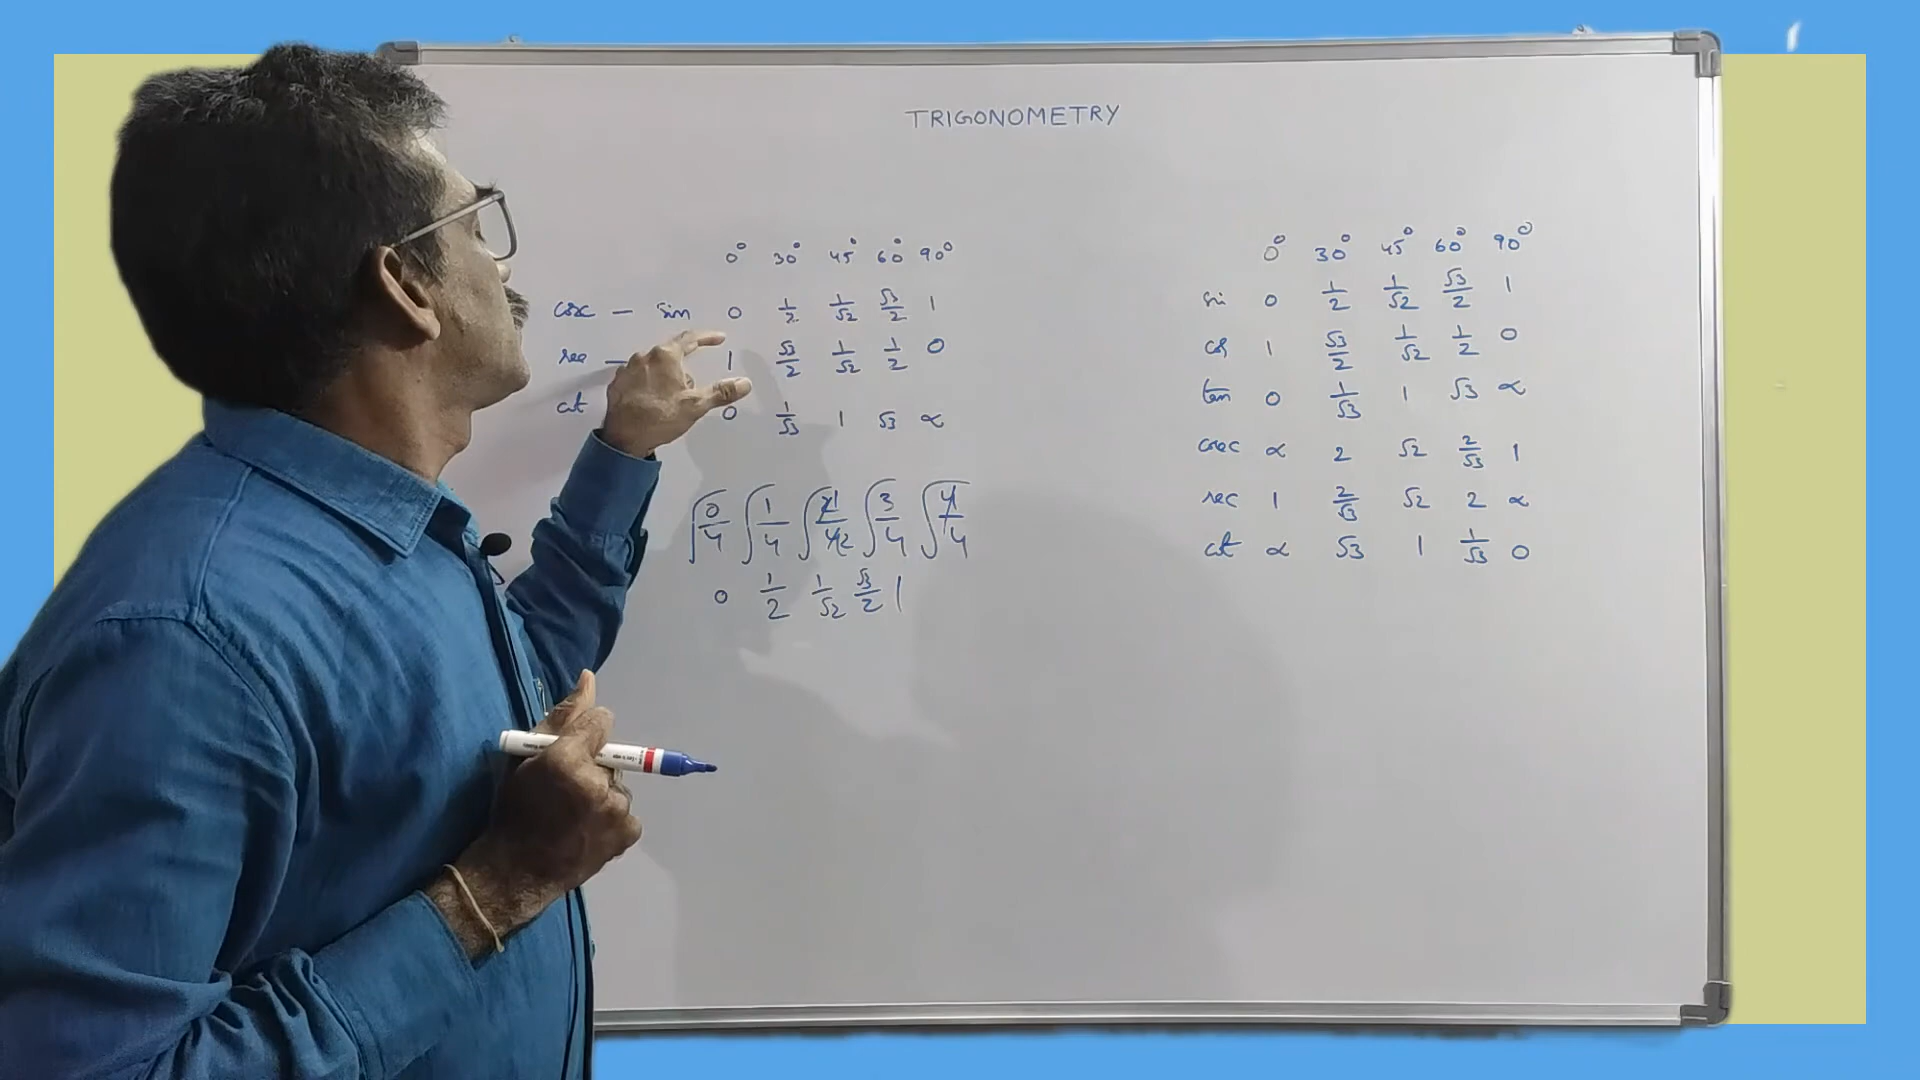 TRIGONOMETRY
0° 30° 45° 60° 90°
cosec — sin 0 1/2 1/√2 √3/2 1
sec — 1 √3/2 1/√2 1/2 0
cot 0 1/√3 1 √3 ∝
√0/4 √1/4 √21/42 √3/4 √41/4
0 1/2 1/√2 √3/2 1
0° 30° 45° 60° 90°
sin 0 1/2 1/√2 √3/2 1
cos 1 √3/2 1/√2 1/2 0
tan 0 1/√3 1 √3 ∝
cosec ∝ 2 √2 2/√3 1
sec 1 2/√3 √2 2 ∝
cot ∝ √3 1 1/√3 0